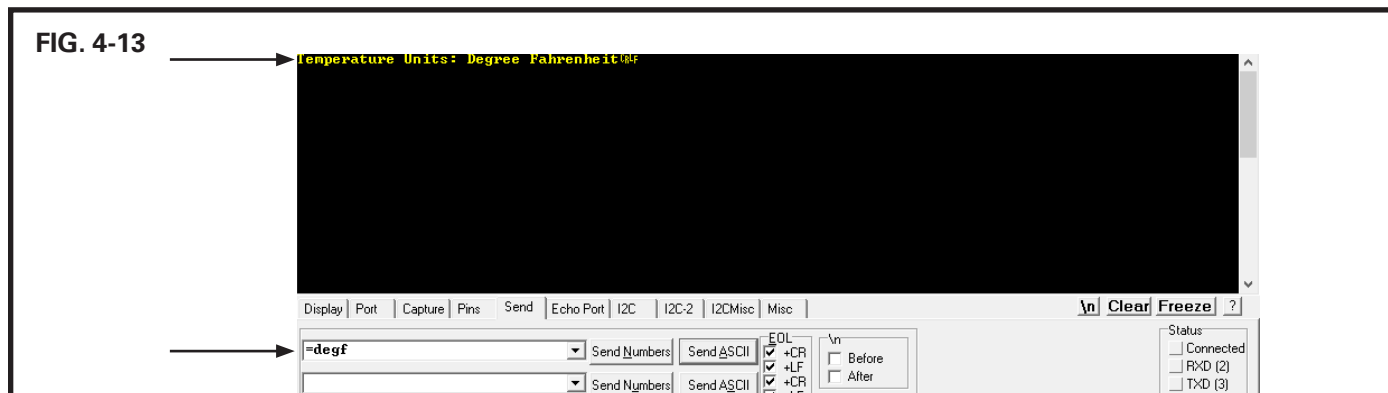 FIG. 4-13
Temperature Units: Degree Fahrenheit CRLF
Display Port Capture Pins Send Echo Port I2C I2C-2 I2CMisc Misc \n Clear Freeze ?
=degf Send Numbers Send ASCII EOL +CR +LF \n Before After
Send Numbers Send ASCII +CR +LF
Status
Connected
RXD (2)
TXD (3)